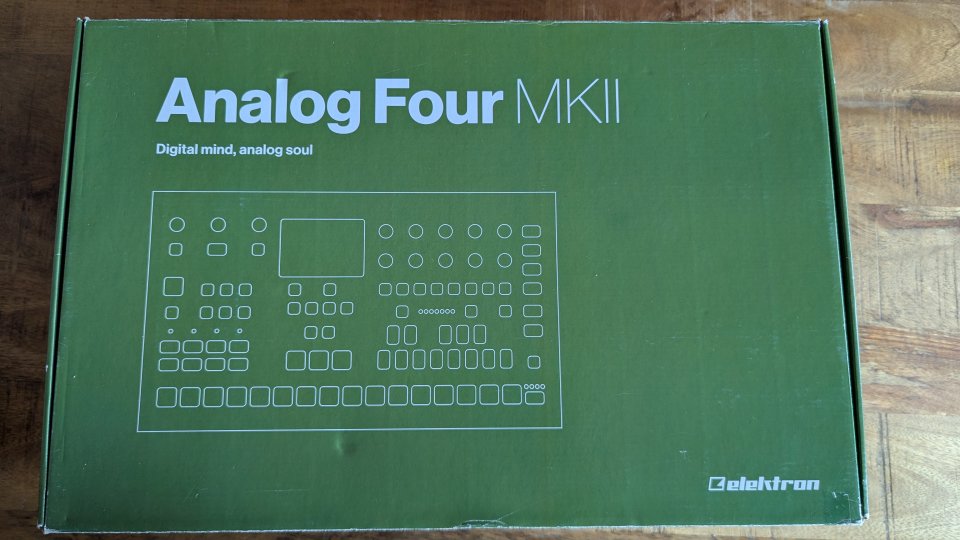 Analog Four MKII
Digital mind, analog soul
elektron